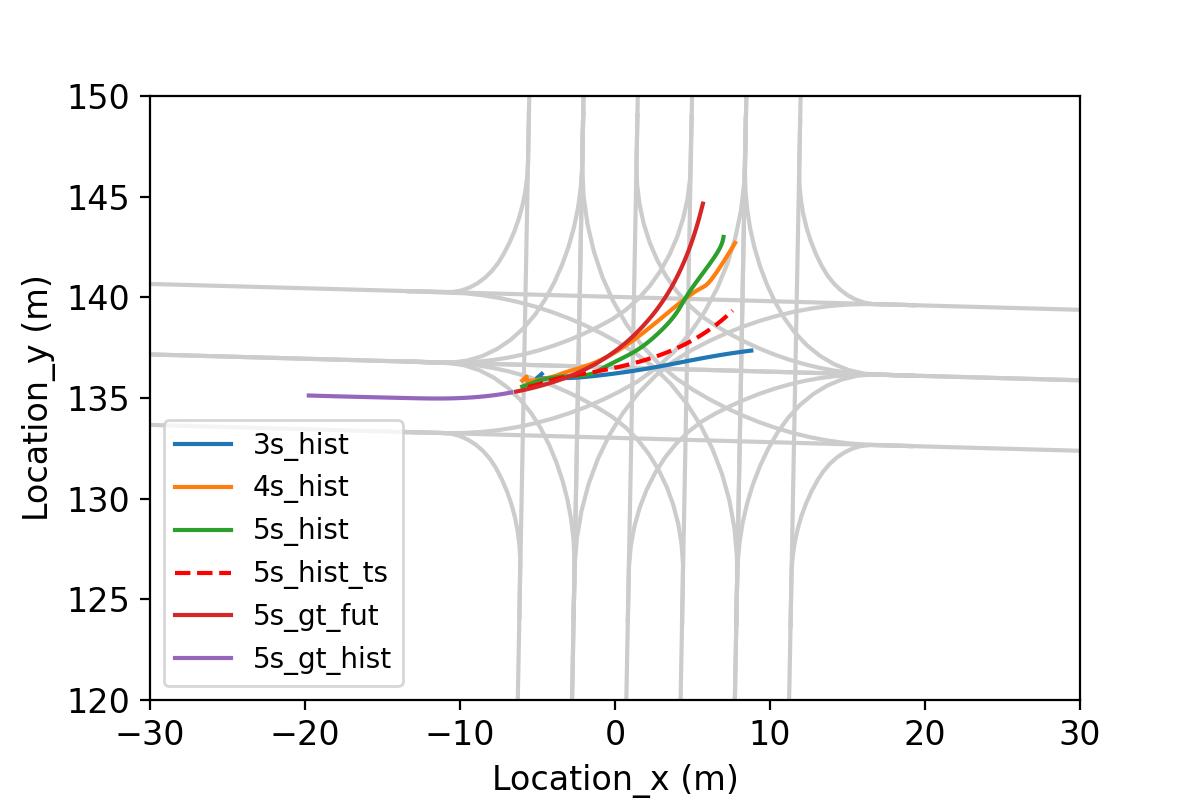 150
145
140
135
130
125
120
Location_y (m)
3s_hist
4s_hist
5s_hist
5s_hist_ts
5s_gt_fut
5s_gt_hist
−30
−20
−10
0
10
20
30
Location_x (m)